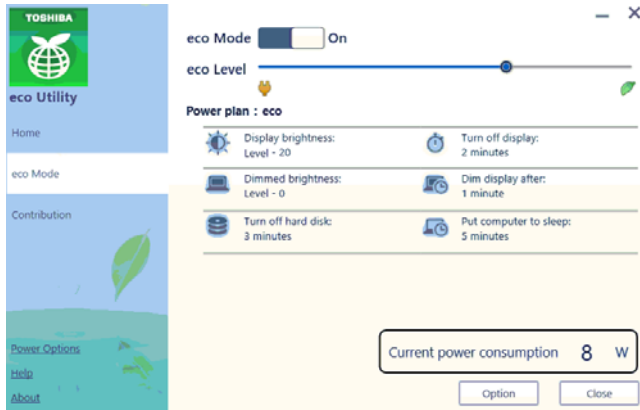 TOSHIBA
eco Utility
Home
eco Mode
Contribution
Power Options
Help
About
eco Mode On
eco Level
Power plan : eco
Display brightness:
Level - 20
Turn off display:
2 minutes
Dimmed brightness:
Level - 0
Dim display after:
1 minute
Turn off hard disk:
3 minutes
Put computer to sleep:
5 minutes
Current power consumption 8 W
Option Close